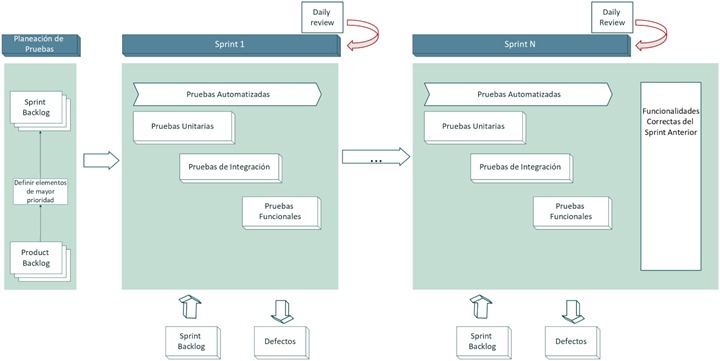 Planeación de
Pruebas
Sprint
Backlog
Definir elementos
de mayor
prioridad
Product
Backlog
Daily
review
Sprint 1
Pruebas Automatizadas
Pruebas Unitarias
Pruebas de Integración
Pruebas
Funcionales
Sprint
Backlog
Defectos
...
Daily
Review
Sprint N
Pruebas Automatizadas
Pruebas Unitarias
Pruebas de Integración
Pruebas
Funcionales
Funcionalidades
Correctas del
Sprint Anterior
Sprint
Backlog
Defectos